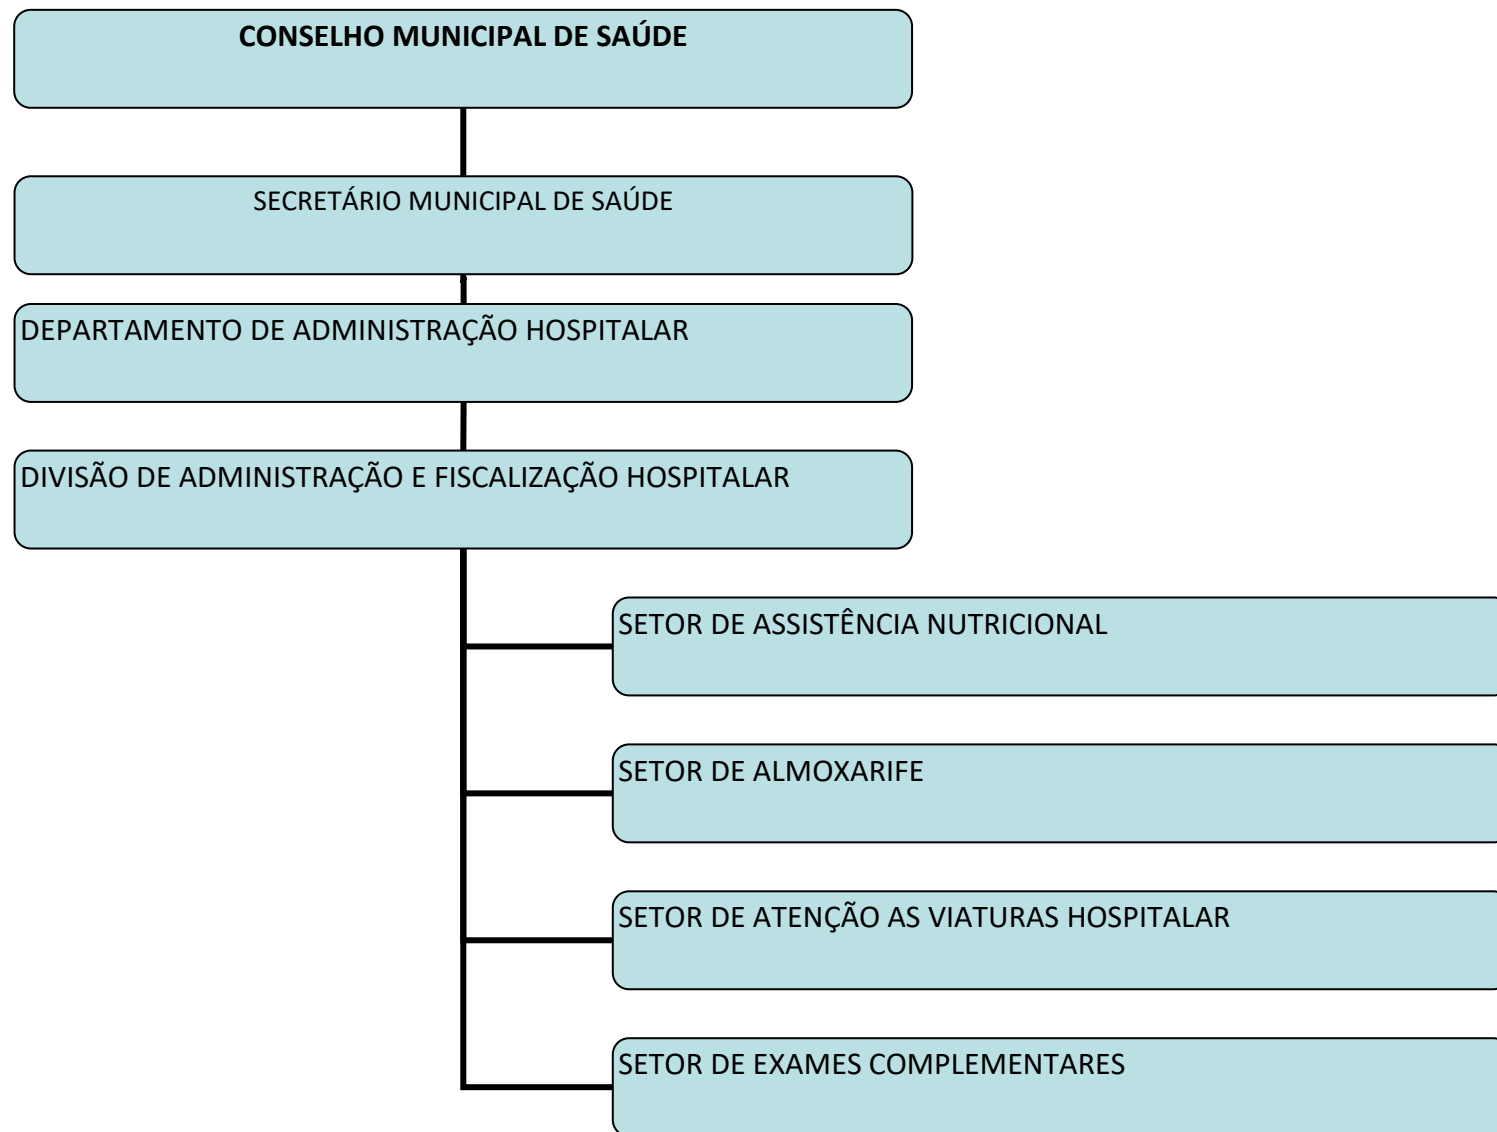 CONSELHO MUNICIPAL DE SAÚDE
SECRETÁRIO MUNICIPAL DE SAÚDE
DEPARTAMENTO DE ADMINISTRAÇÃO HOSPITALAR
DIVISÃO DE ADMINISTRAÇÃO E FISCALIZAÇÃO HOSPITALAR
SETOR DE ASSISTÊNCIA NUTRICIONAL
SETOR DE ALMOXARIFE
SETOR DE ATENÇÃO AS VIATURAS HOSPITALAR
SETOR DE EXAMES COMPLEMENTARES